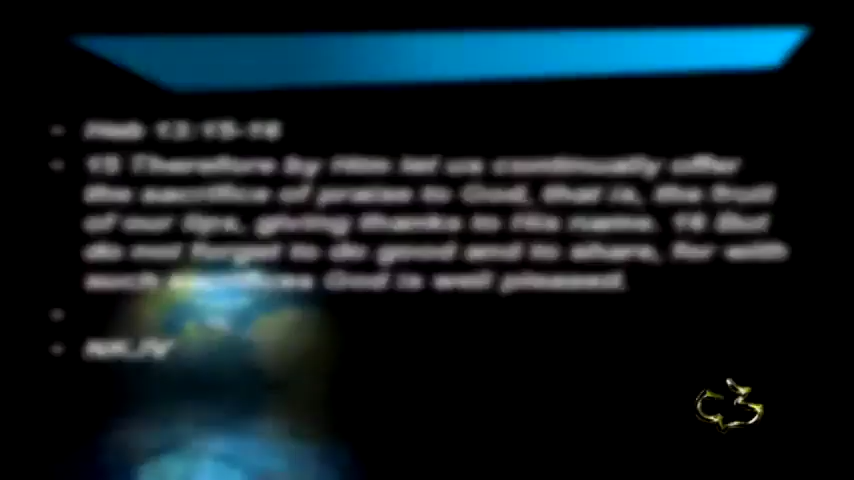 • Heb 13:15-16
• 15 Therefore by Him let us continually offer
the sacrifice of praise to God, that is, the fruit
of our lips, giving thanks to His name. 16 But
do not forget to do good and to share, for with
such sacrifices God is well pleased.
•
• NKJV